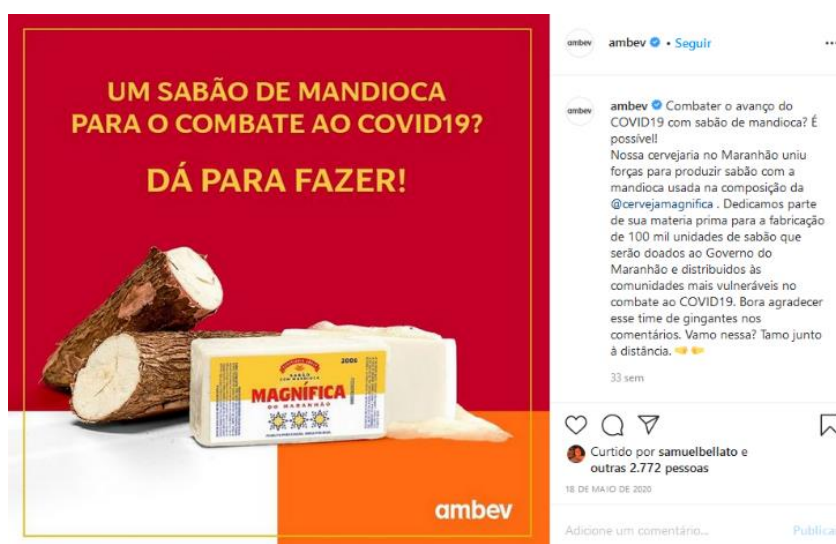 UM SABÃO DE MANDIOCA
PARA O COMBATE AO COVID19?
DÁ PARA FAZER!
200g
SABÃO
COM MANDIOCA
MAGNÍFICA
DO MARANHÃO
ambev
ambev
ambev • Seguir
ambev
ambev Combater o avanço do
COVID19 com sabão de mandioca? É
possível!
Nossa cervejaria no Maranhão uniu
forças para produzir sabão com a
mandioca usada na composição da
@cervejamagnifica . Dedicamos parte
de sua materia prima para a fabricação
de 100 mil unidades de sabão que
serão doados ao Governo do
Maranhão e distribuidos às
comunidades mais vulneráveis no
combate ao COVID19. Bora agradecer
esse time de gingantes nos
comentários. Vamo nessa? Tamo junto
à distância.
33 sem
Curtido por samuelbellato e
outras 2.772 pessoas
18 DE MAIO DE 2020
Adicione um comentário...
Publicar